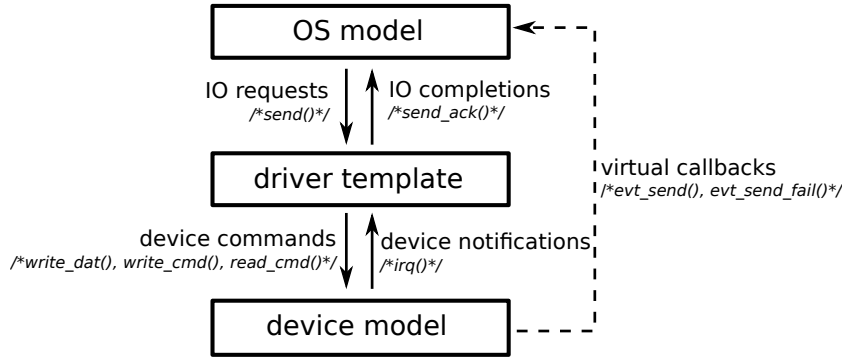 OS model
IO requests
/*send()*/
IO completions
/*send_ack()*/
driver template
virtual callbacks
/*evt_send(), evt_send_fail()*/
device commands
/*write_dat(), write_cmd(), read_cmd()*/
device notifications
/*irq()*/
device model